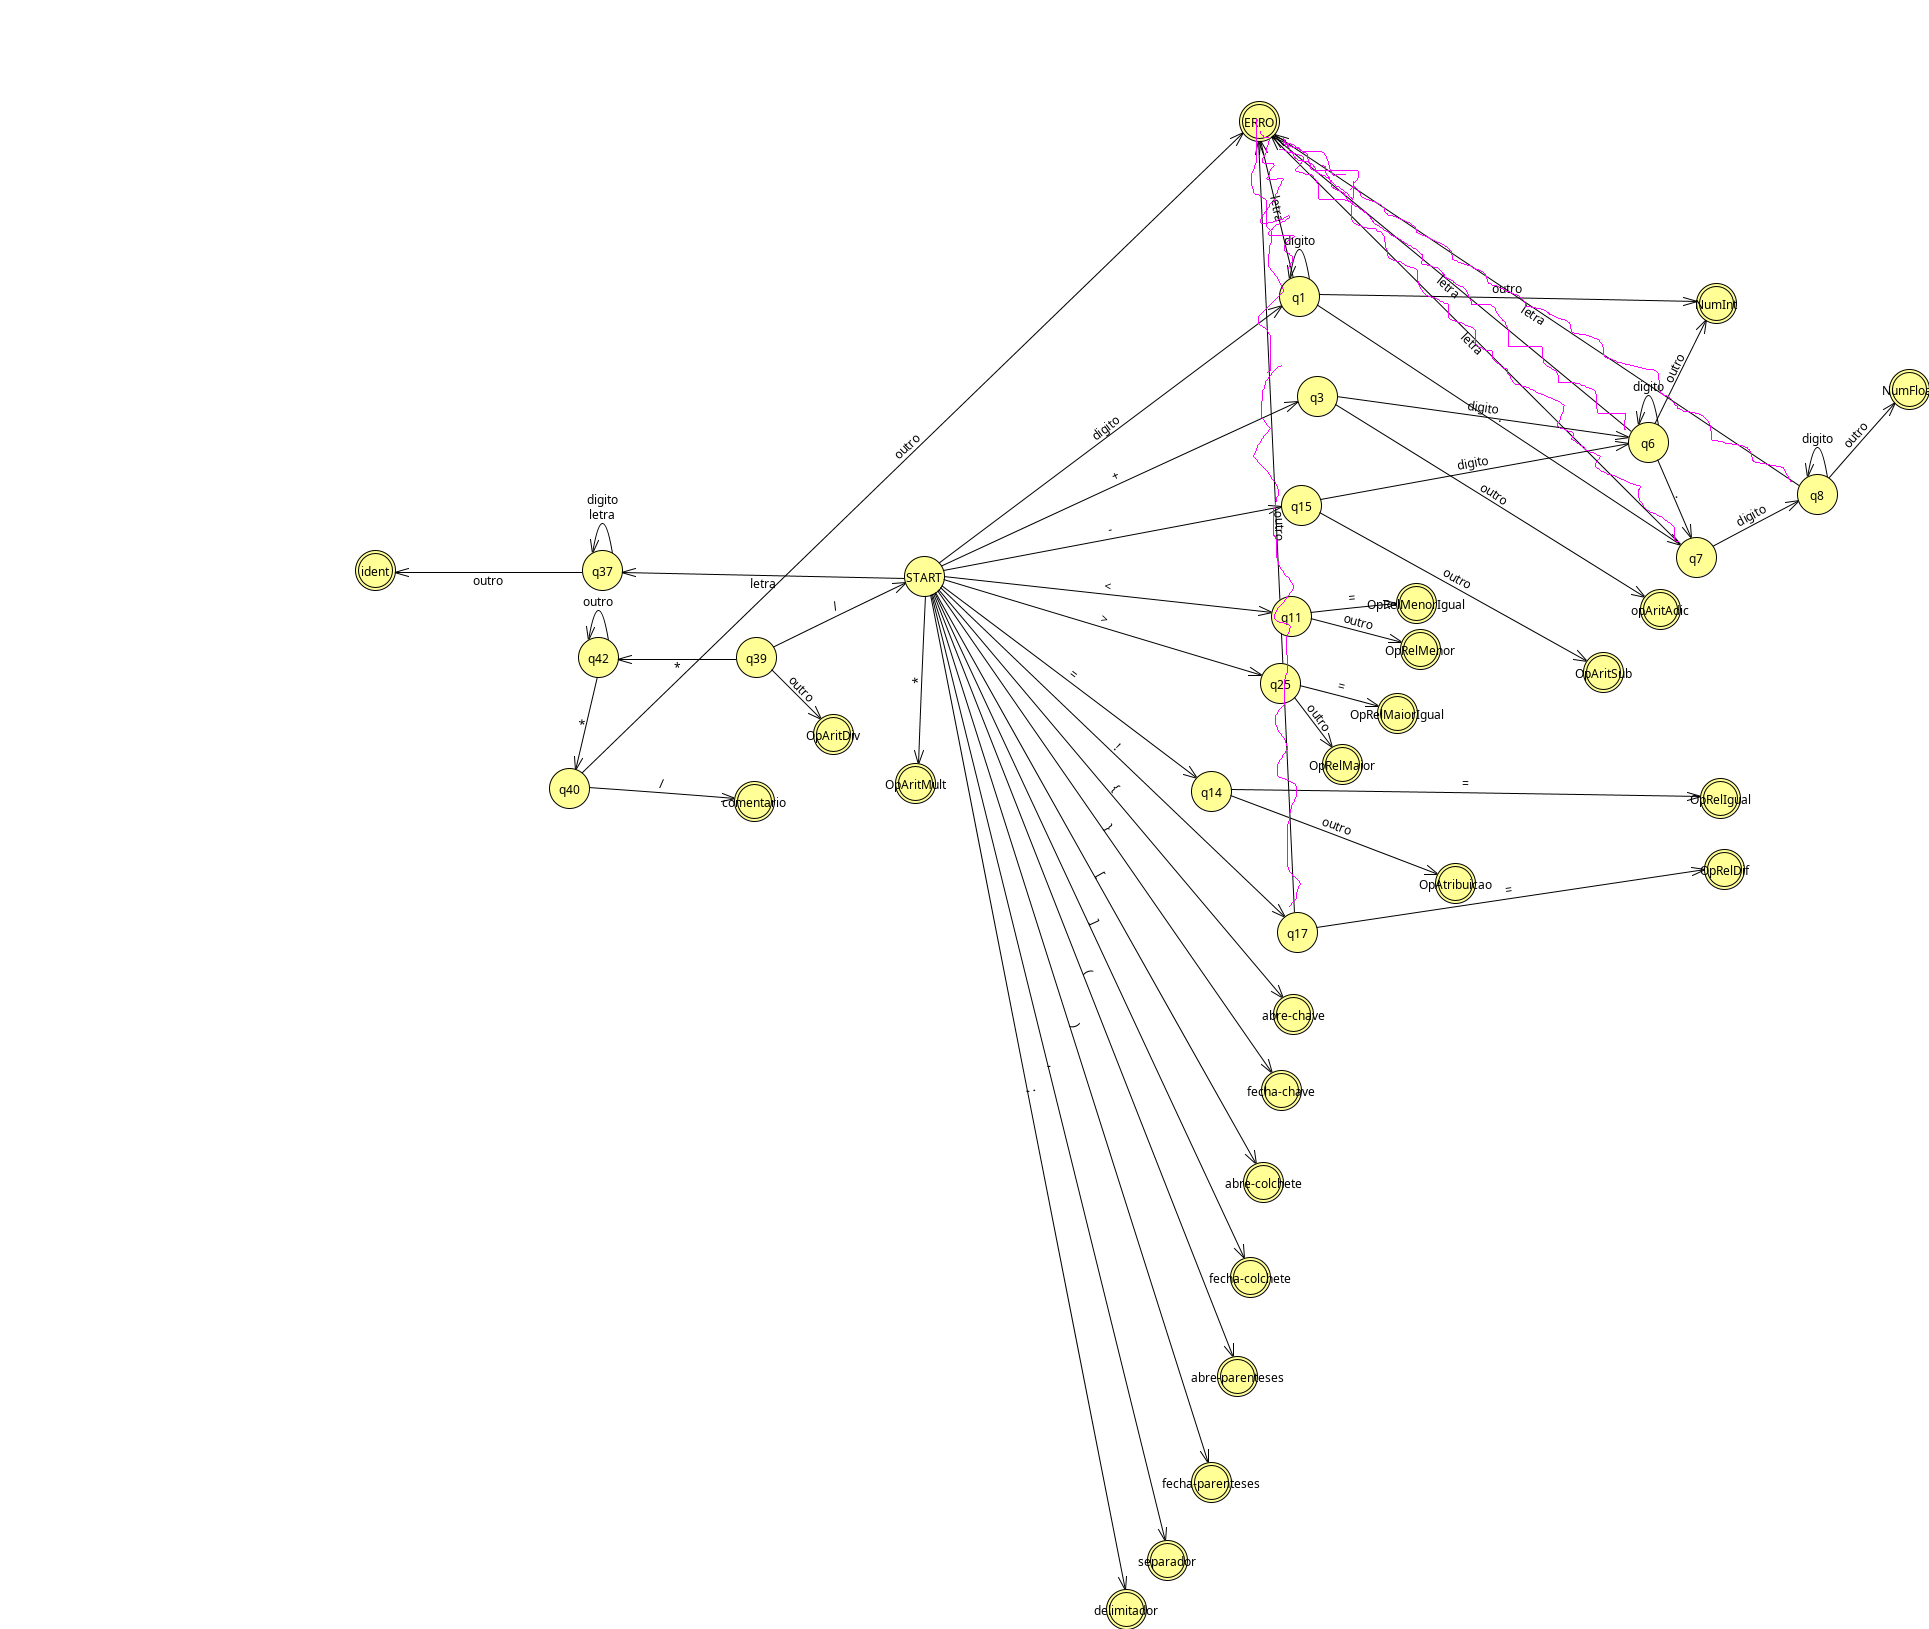 ERRO
letra
digito
q1
outro
NumInt
letra
letra
letra
outro
digito
NumFloa
q3
digito
.
digito
q6
outro
digito
outro
+
digito
outro
q8
digito
letra
q15
-
outro
.
digito
q7
outro
ident
outro
q37
letra
START
<
q11
=
OpRelMenorIgual
outro
OpRelMenor
outro
opAritAdic
outro
q42
*
q39
/
>
q25
=
OpRelMaiorIgual
outro
OpRelMaior
OpAritSub
outro
OpAritDiv
*
OpAritMult
=
q14
=
OpRelIgual
outro
OpAtribuicao
*
q40
/
comentario
!
q17
=
OpRelDif
{
abre-chave
}
fecha-chave
[
abre-colchete
]
fecha-colchete
(
abre-parenteses
)
fecha-parenteses
separador
delimitador